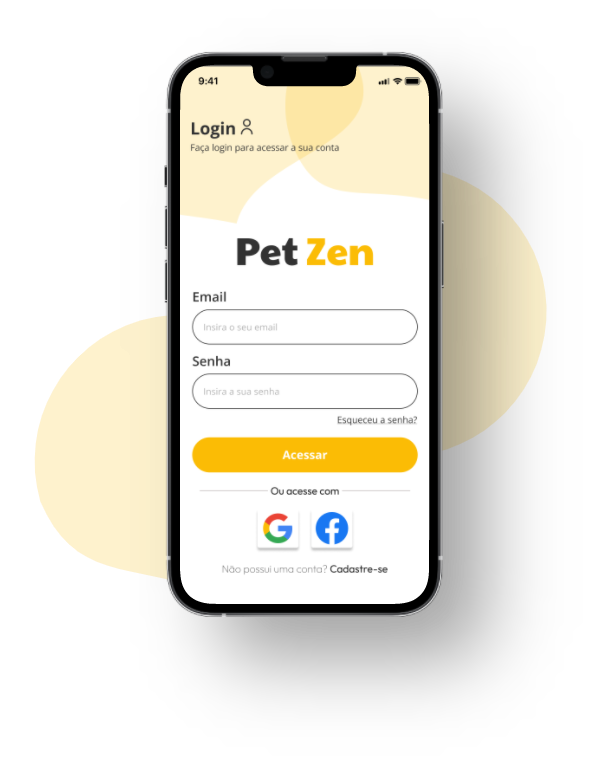 9:41
Login
Faça login para acessar a sua conta
Pet Zen
Email
Insira o seu email
Senha
Insira a sua senha
Esqueceu a senha?
Acessar
Ou acesse com
Não possui uma conta? Cadastre-se